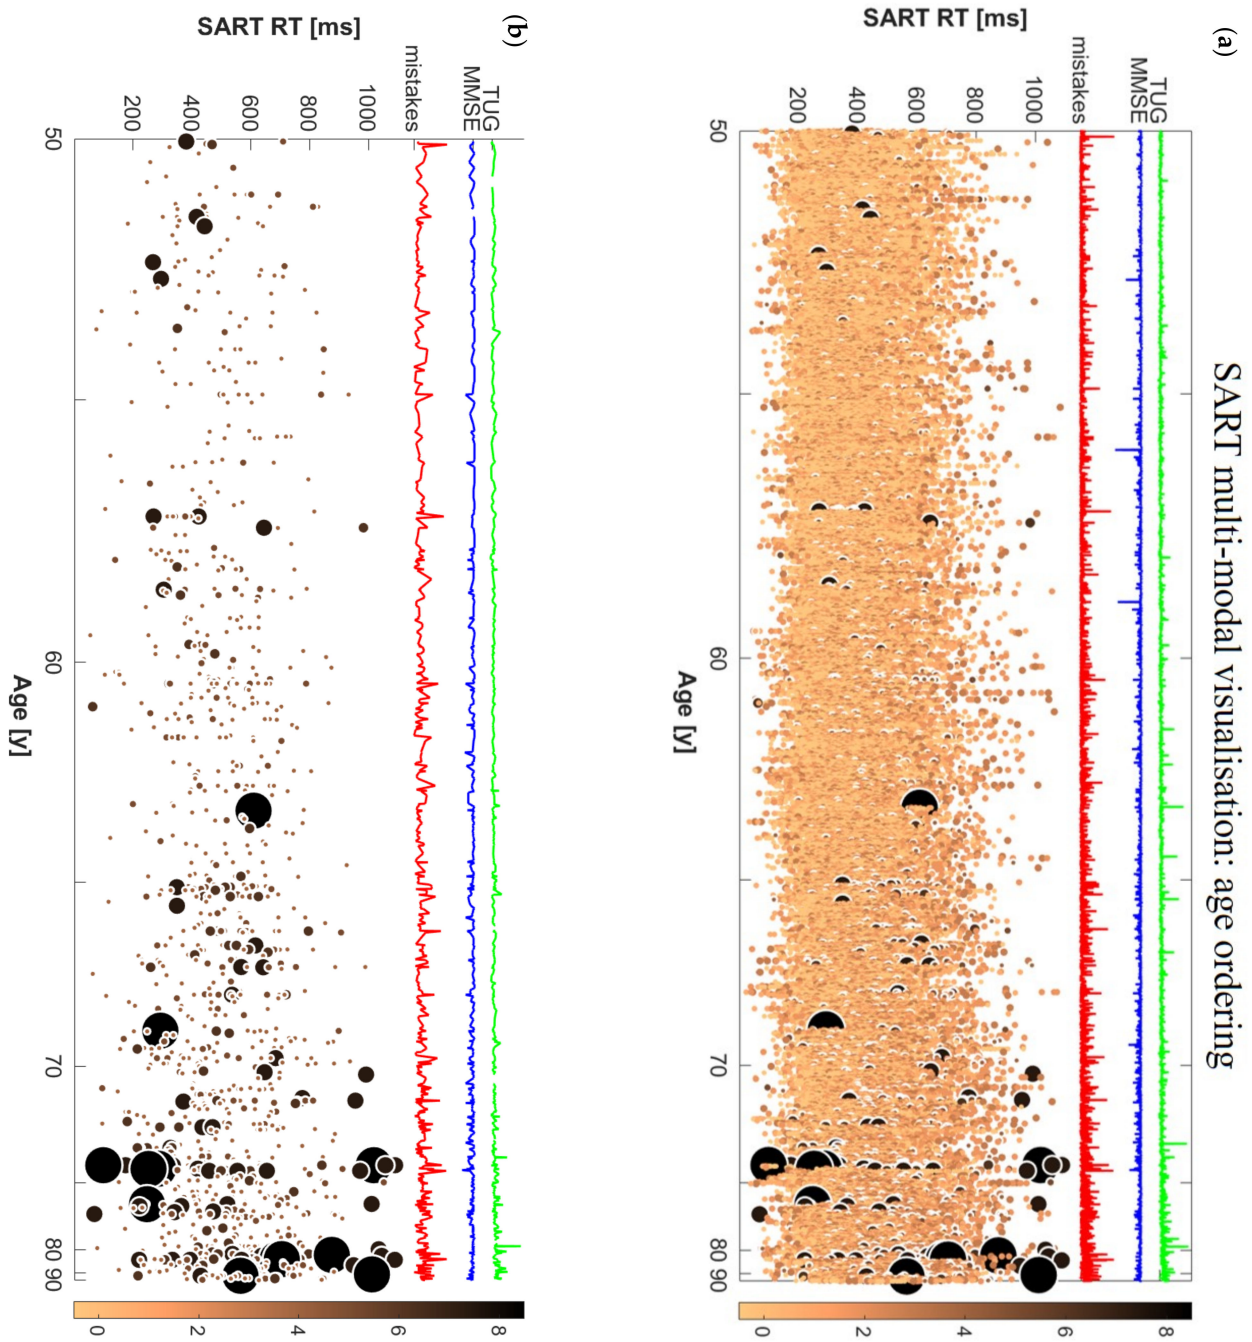 SART multi-modal visualisation: age ordering
(a)
TUG
MMSE
mistakes
1000
800
600
400
200
SART RT [ms]
50
60
70
80
90
Age [y]
0
2
4
6
8
(b)
TUG
MMSE
mistakes
1000
800
600
400
200
SART RT [ms]
50
60
70
80
90
Age [y]
0
2
4
6
8